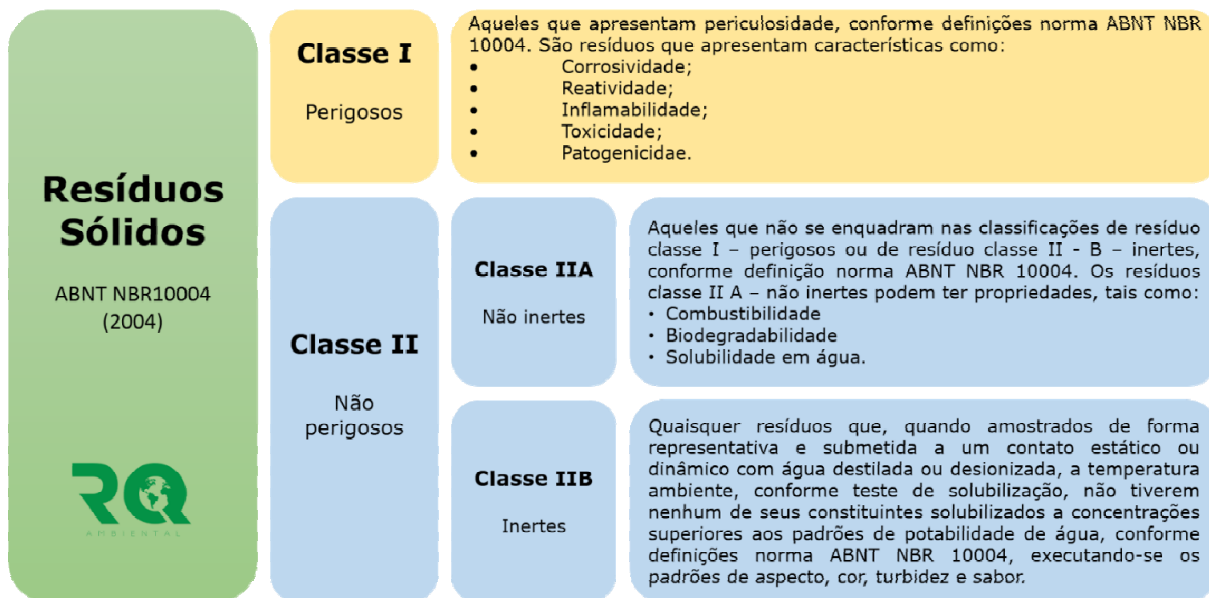 Resíduos
Sólidos
ABNT NBR10004
(2004)
RQ
AMBIENTAL
Classe I
Perigosos
Aqueles que apresentam periculosidade, conforme definições norma ABNT NBR
10004. São resíduos que apresentam características como:
• Corrosividade;
• Reatividade;
• Inflamabilidade;
• Toxicidade;
• Patogenicidae.
Classe II
Não
perigosos
Classe IIA
Não inertes
Aqueles que não se enquadram nas classificações de resíduo
classe I – perigosos ou de resíduo classe II - B – inertes,
conforme definição norma ABNT NBR 10004. Os resíduos
classe II A – não inertes podem ter propriedades, tais como:
• Combustibilidade
• Biodegradabilidade
• Solubilidade em água.
Classe IIB
Inertes
Quaisquer resíduos que, quando amostrados de forma
representativa e submetida a um contato estático ou
dinâmico com água destilada ou desionizada, a temperatura
ambiente, conforme teste de solubilização, não tiverem
nenhum de seus constituintes solubilizados a concentrações
superiores aos padrões de potabilidade de água, conforme
definições norma ABNT NBR 10004, executando-se os
padrões de aspecto, cor, turbidez e sabor.